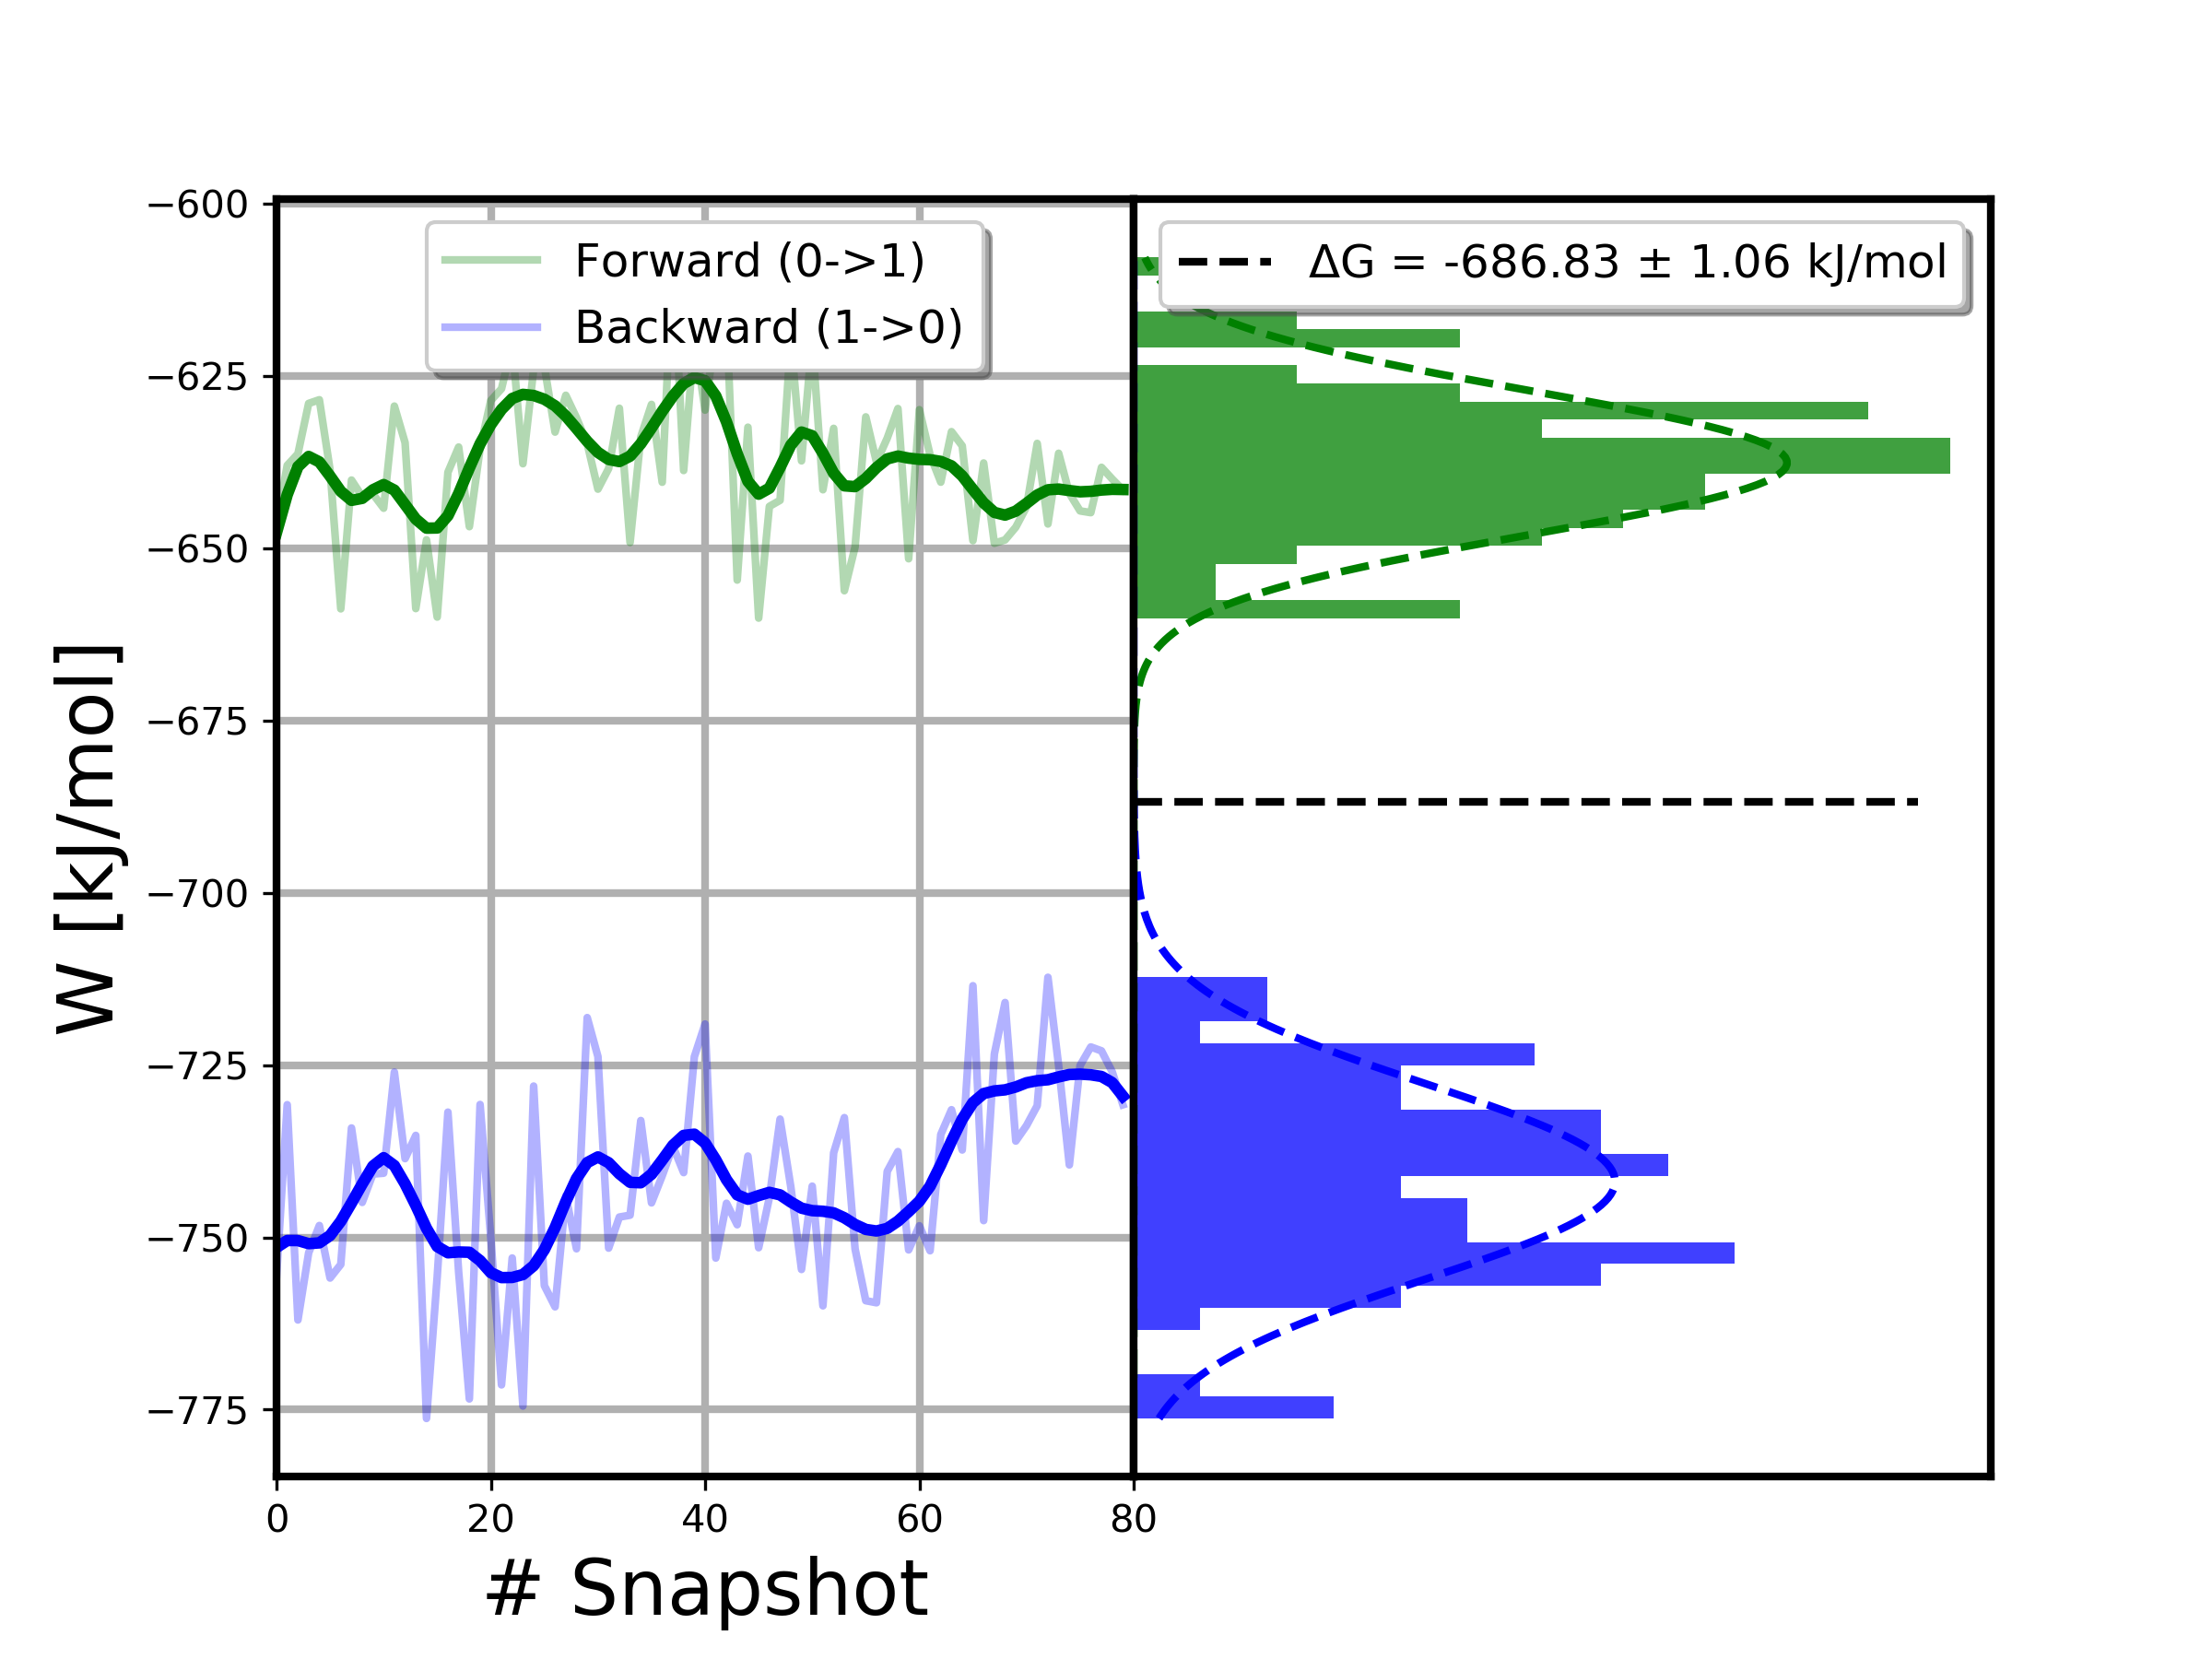 −600
−625
−650
−675
−700
−725
−750
−775
W [kJ/mol]
Forward (0->1)
Backward (1->0)
ΔG = -686.83 ± 1.06 kJ/mol
0 20 40 60 80
# Snapshot